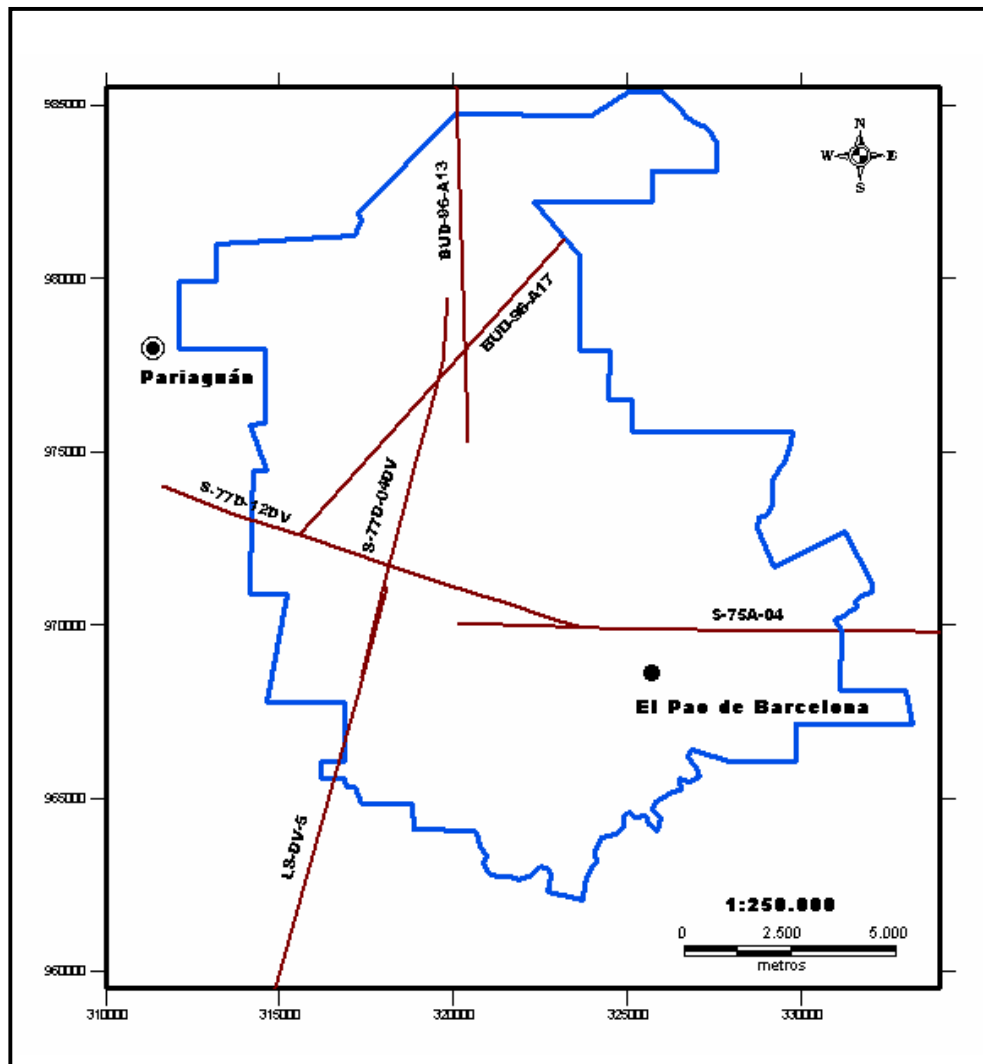 985000
N
W E
S
BUD-96-A13
980000
BUD-96-A17
Pariaguán
975000
S-77D-12DV
S-77D-04DV
S-75A-04
970000
El Pao de Barcelona
965000
LS-DV-5
1:250.000
0 2.500 5.000
metros
960000
310000 315000 320000 325000 330000